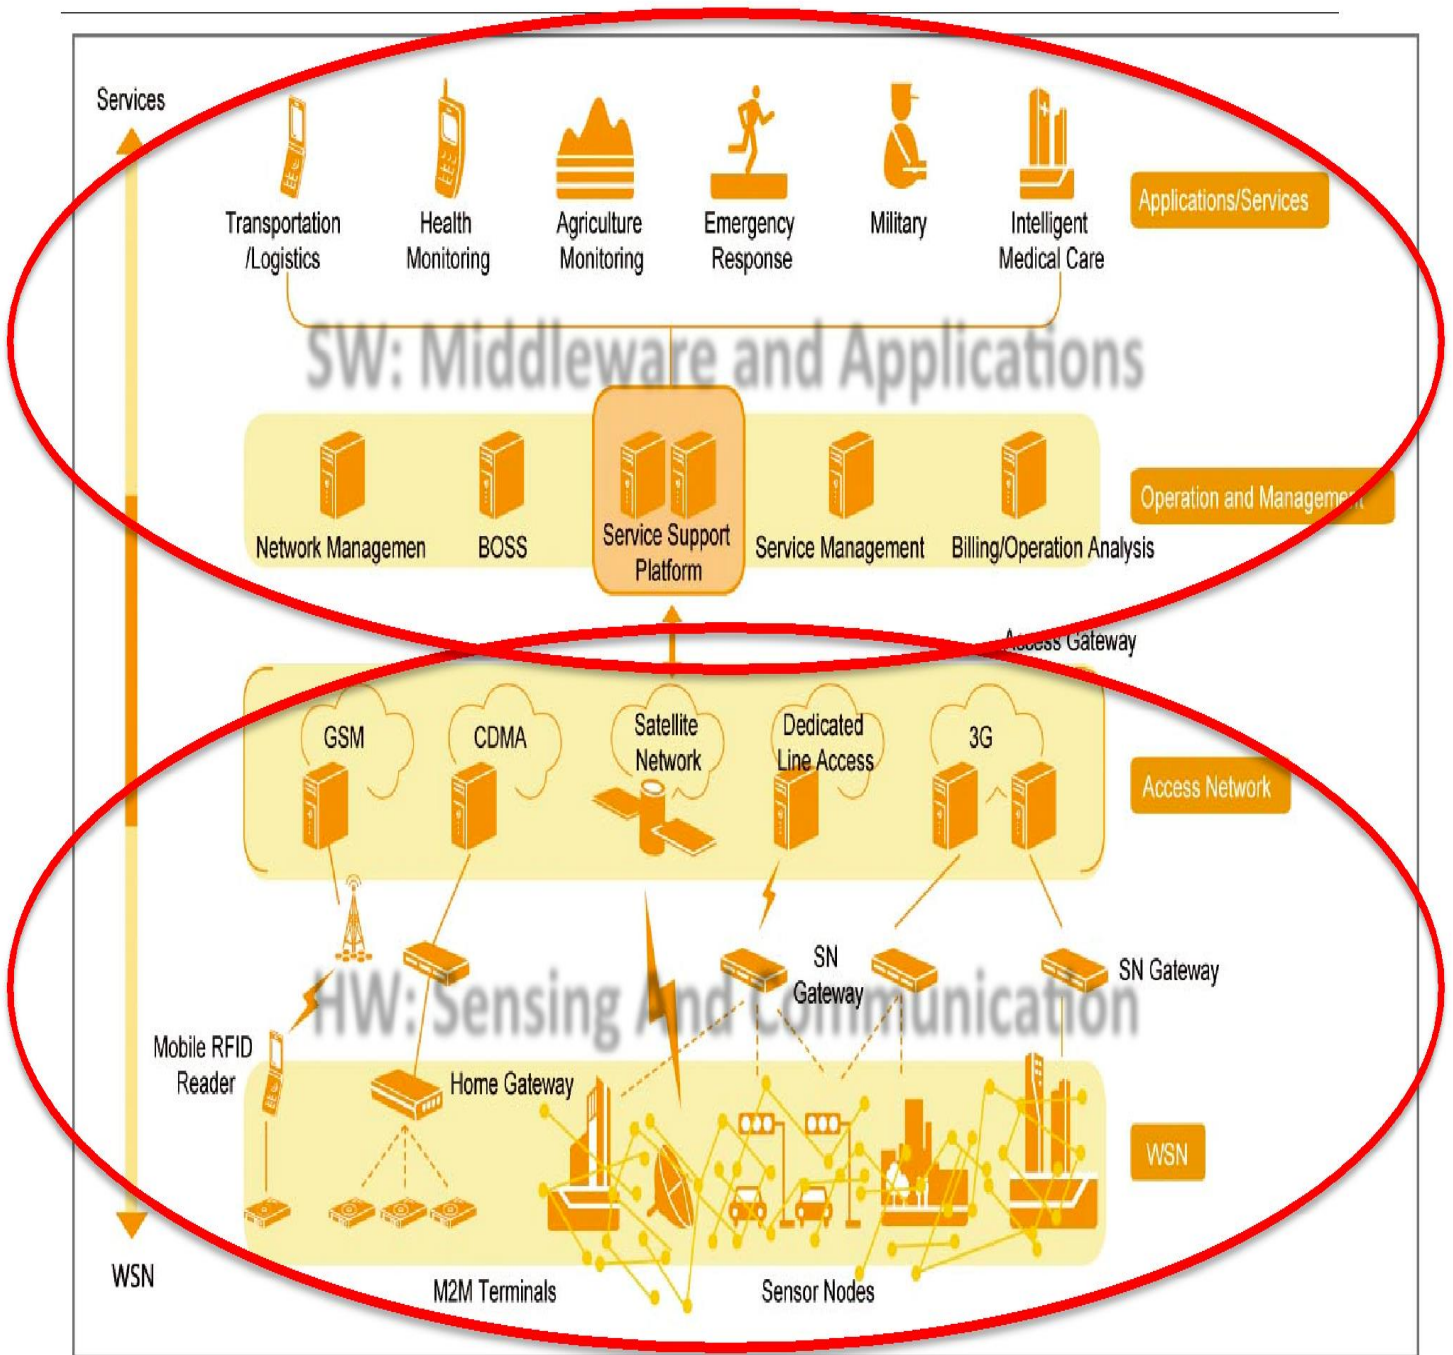 Services
Transportation
/Logistics
Health
Monitoring
Agriculture
Monitoring
Emergency
Response
Military
Intelligent
Medical Care
Applications/Services
SW: Middleware and Applications
Network Managemen
BOSS
Service Support
Platform
Service Management
Billing/Operation Analysis
Operation and Management
Access Gateway
GSM
CDMA
Satellite
Network
Dedicated
Line Access
3G
Access Network
SN
Gateway
SN Gateway
HW: Sensing And Communication
Mobile RFID
Reader
Home Gateway
WSN
WSN
M2M Terminals
Sensor Nodes